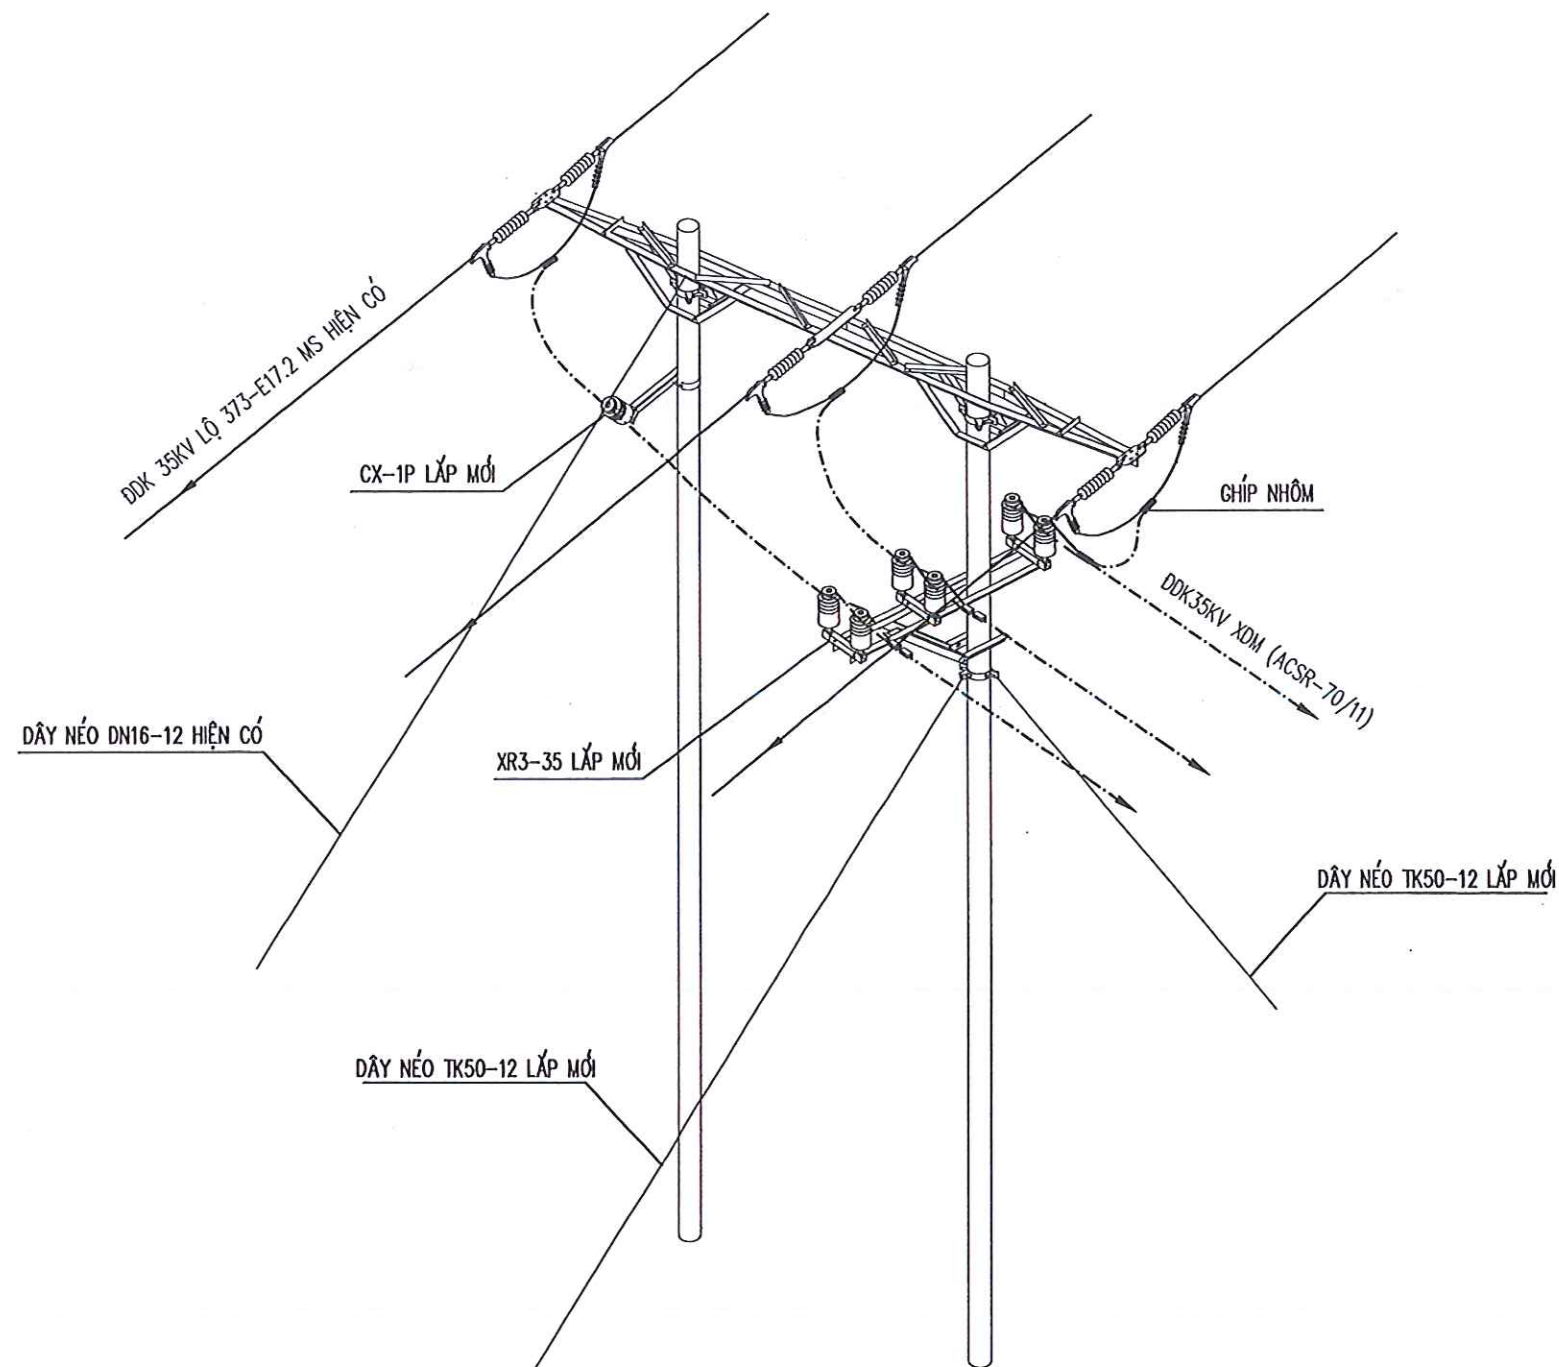 ĐDK 35KV LỘ 373-E17.2 MS HIỆN CÓ
CX-1P LẮP MỚI
GHÍP NHÔM
DDK35KV XDM (ACSR-70/11)
DÂY NÉO DN16-12 HIỆN CÓ
XR3-35 LẮP MỚI
DÂY NÉO TK50-12 LẮP MỚI
DÂY NÉO TK50-12 LẮP MỚI